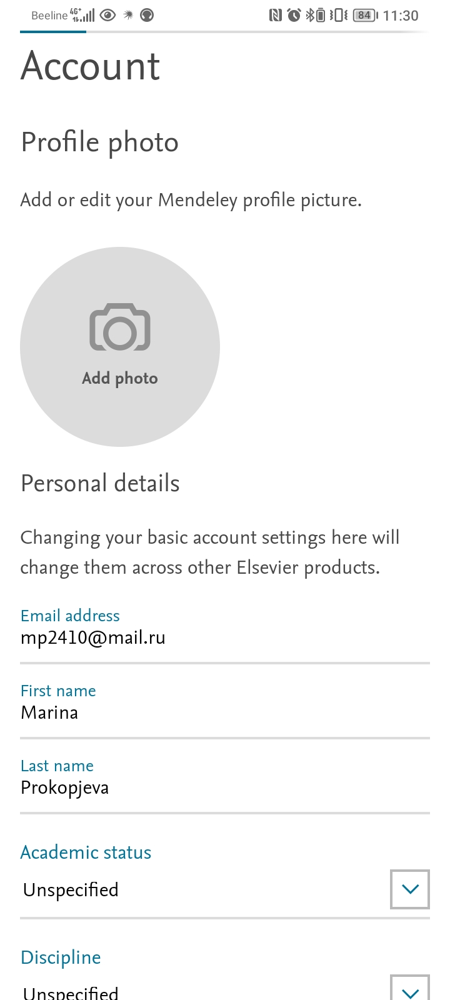 Beeline 4G+ 84 11:30
Account
Profile photo
Add or edit your Mendeley profile picture.
Add photo
Personal details
Changing your basic account settings here will
change them across other Elsevier products.
Email address
mp2410@mail.ru
First name
Marina
Last name
Prokopjeva
Academic status
Unspecified
Discipline
Unspecified